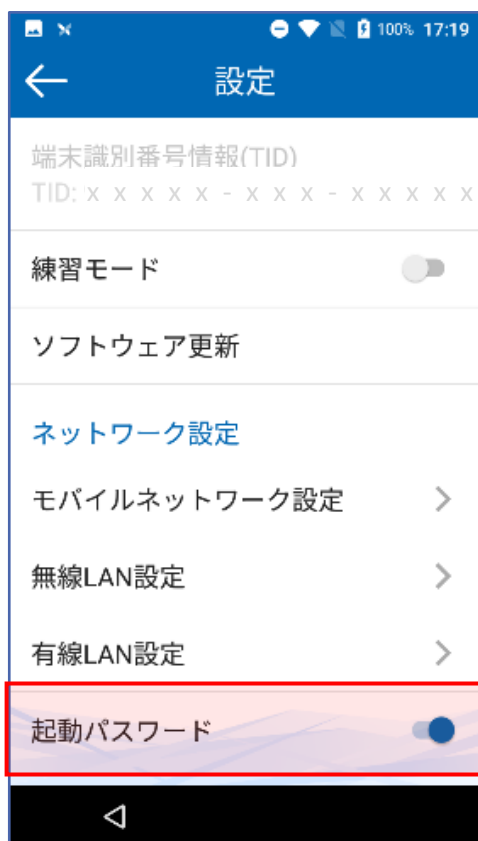 100% 17:19
設定
端末識別番号情報(TID)
TID: x x x x x - x x x - x x x x x
練習モード
ソフトウェア更新
ネットワーク設定
モバイルネットワーク設定
無線LAN設定
有線LAN設定
起動パスワード